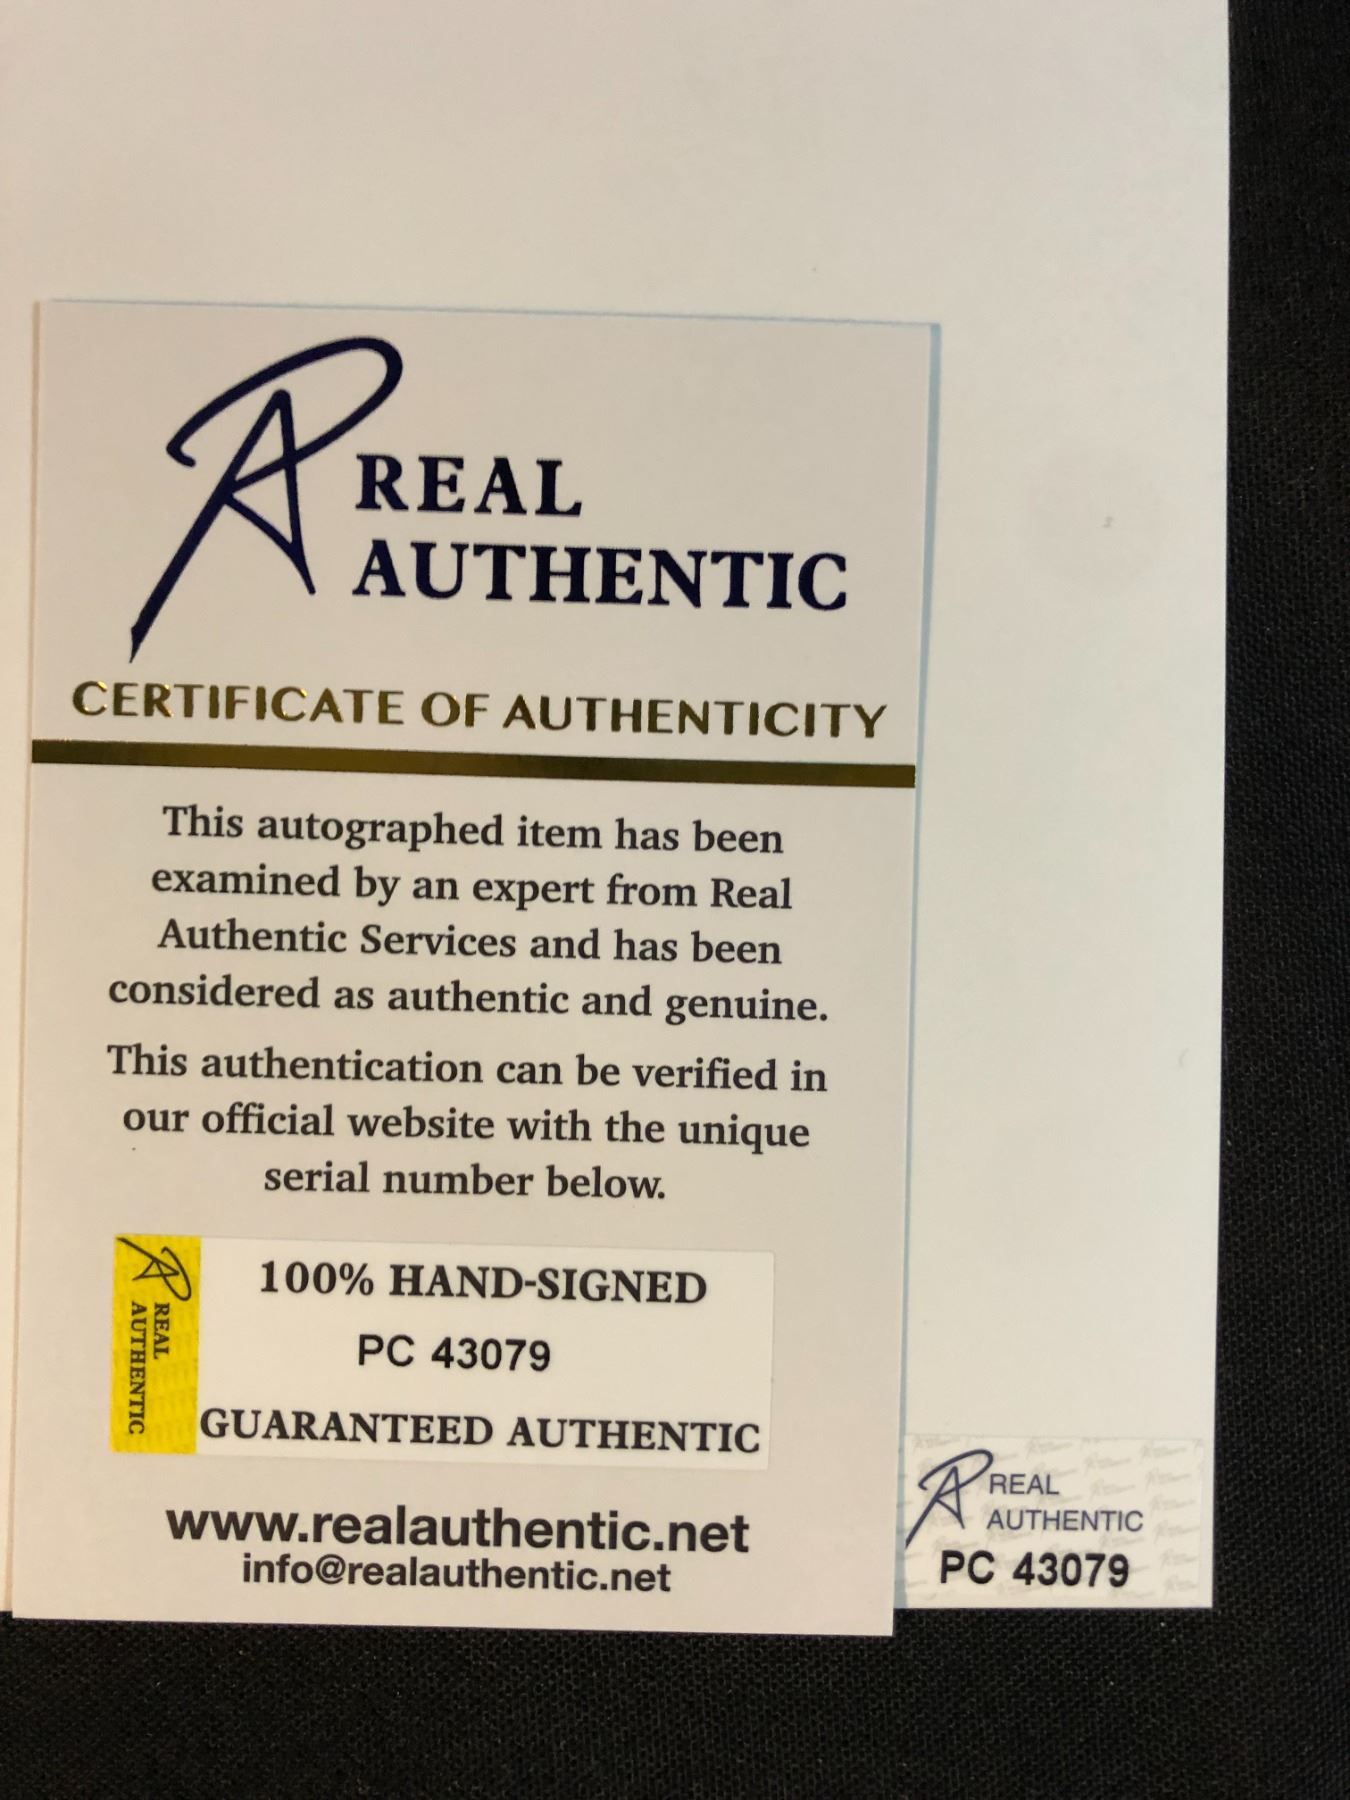 REAL
AUTHENTIC
CERTIFICATE OF AUTHENTICITY
This autographed item has been
examined by an expert from Real
Authentic Services and has been
considered as authentic and genuine.
This authentication can be verified in
our official website with the unique
serial number below.
REAL
AUTHENTIC
100% HAND-SIGNED
PC 43079
GUARANTEED AUTHENTIC
www.realauthentic.net
info@realauthentic.net
REAL
AUTHENTIC
PC 43079